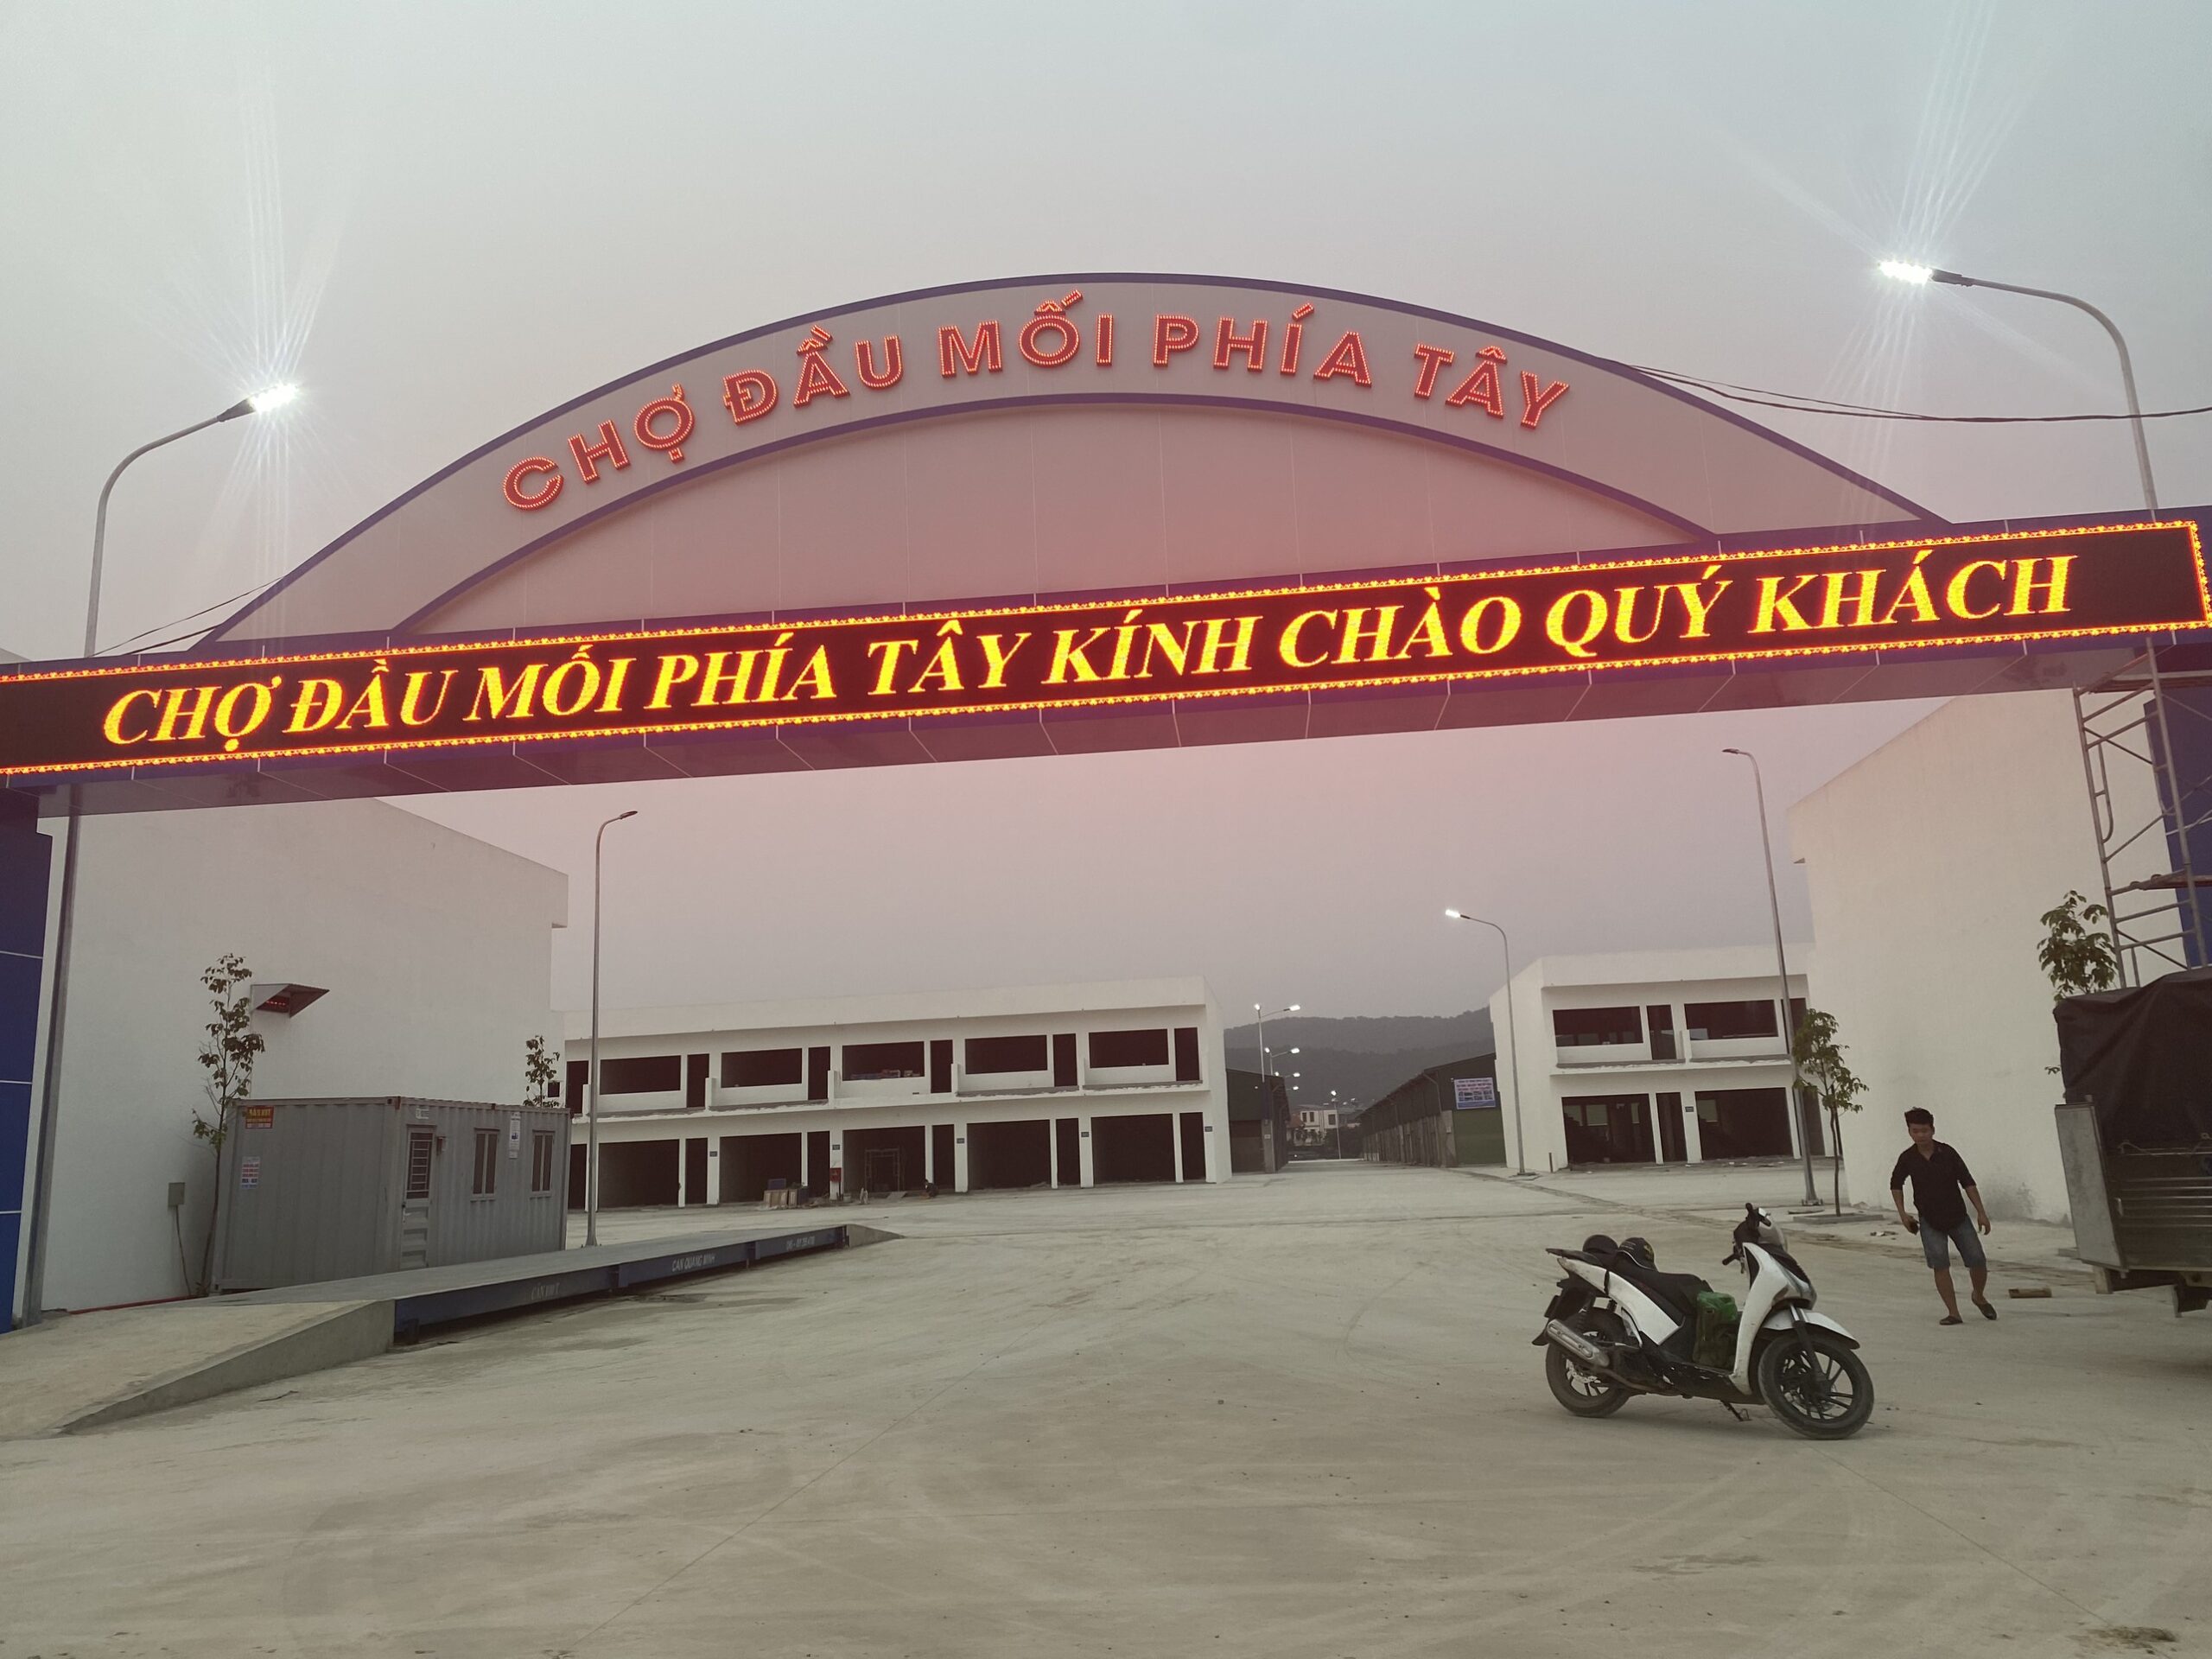 CHỢ ĐẦU MỐI PHÍA TÂY
CHỢ ĐẦU MỐI PHÍA TÂY KÍNH CHÀO QUÝ KHÁCH